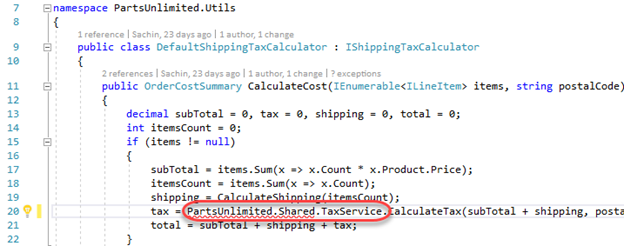 7 namespace PartsUnlimited.Utils
8 {
1 reference | Sachin, 23 days ago | 1 author, 1 change
9 public class DefaultShippingTaxCalculator : IShippingTaxCalculator
10 {
2 references | Sachin, 23 days ago | 1 author, 1 change | ? exceptions
11 public OrderCostSummary CalculateCost(IEnumerable<ILineItem> items, string postalCode)
12 {
13 decimal subTotal = 0, tax = 0, shipping = 0, total = 0;
14 int itemsCount = 0;
15 if (items != null)
16 {
17 subTotal = items.Sum(x => x.Count * x.Product.Price);
18 itemsCount = items.Sum(x => x.Count);
19 shipping = CalculateShipping(itemsCount);
20 tax = PartsUnlimited.Shared.TaxService.CalculateTax(subTotal + shipping, posta
21 total = subTotal + shipping + tax;
22 }